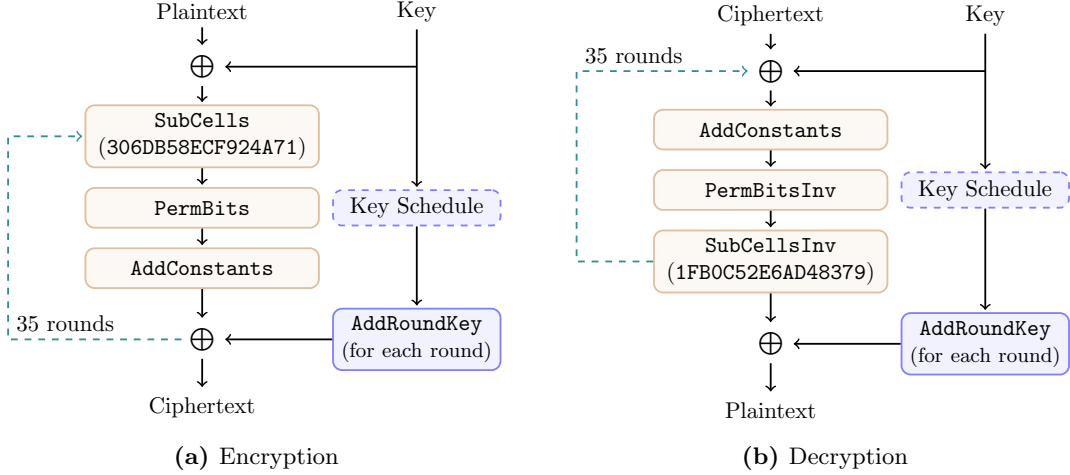 Plaintext
Key
SubCells
(306DB58ECF924A71)
PermBits
Key Schedule
AddConstants
35 rounds
AddRoundKey
(for each round)
Ciphertext
(a) Encryption
Ciphertext
Key
35 rounds
AddConstants
PermBitsInv
Key Schedule
SubCellsInv
(1FB0C52E6AD48379)
AddRoundKey
(for each round)
Plaintext
(b) Decryption